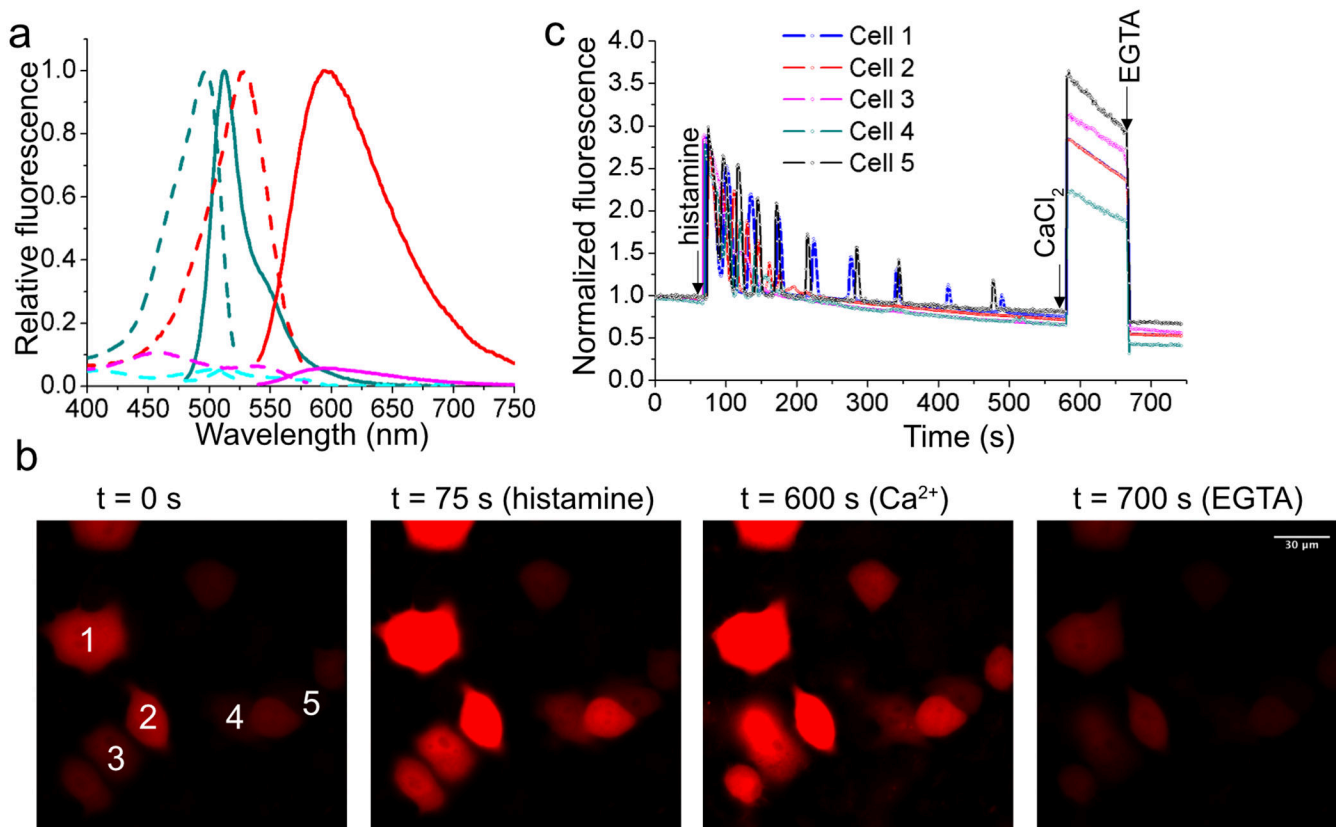 a
Relative fluorescence
1.0
0.8
0.6
0.4
0.2
0.0
400 450 500 550 600 650 700 750
Wavelength (nm)
c
Normalized fluorescence
4.0
3.5
3.0
2.5
2.0
1.5
1.0
0.5
0.0
0 100 200 300 400 500 600 700
Time (s)
Cell 1
Cell 2
Cell 3
Cell 4
Cell 5
histamine
CaCl₂
EGTA
b
t = 0 s
t = 75 s (histamine)
t = 600 s (Ca²⁺)
t = 700 s (EGTA)
1
2
3
4
5
30 µm